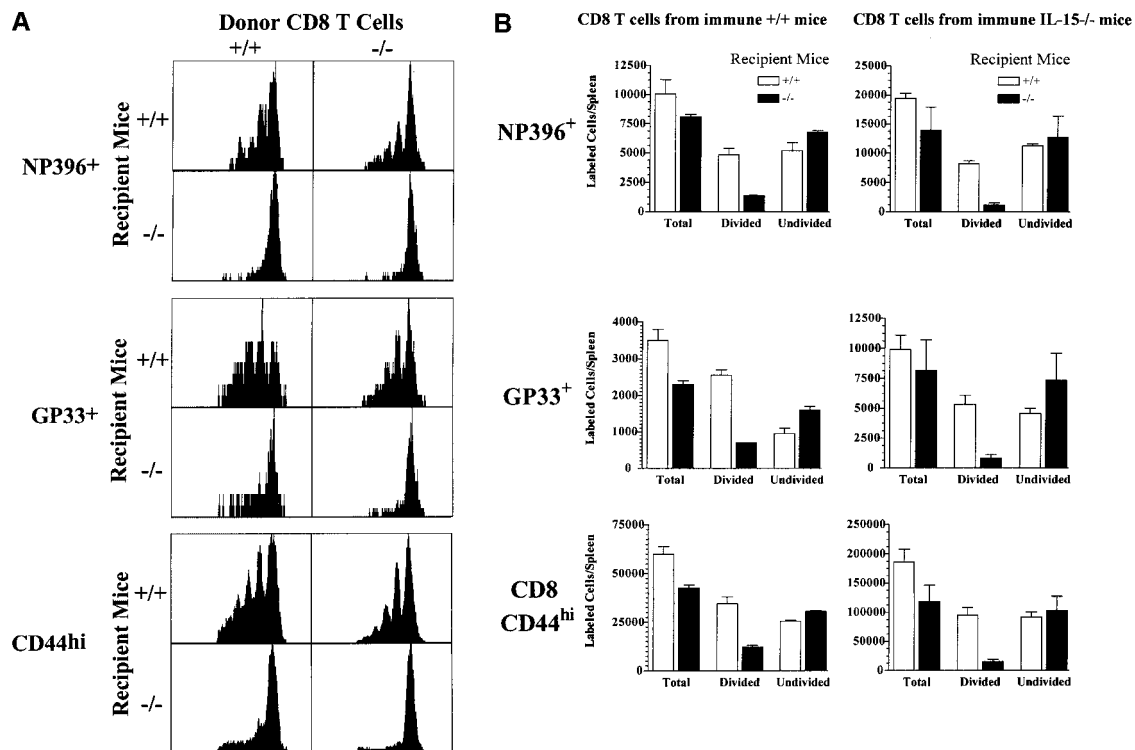 A
Donor CD8 T Cells
+/+
-/-
NP396+
Recipient Mice
+/+
-/-
GP33+
Recipient Mice
+/+
-/-
CD44hi
Recipient Mice
+/+
-/-
B
CD8 T cells from immune +/+ mice
CD8 T cells from immune IL-15-/- mice
NP396+
Labeled Cells/Spleen
12500
10000
7500
5000
2500
0
Recipient Mice
+/+
-/-
Total Divided Undivided
25000
20000
15000
10000
5000
0
Recipient Mice
+/+
-/-
Total Divided Undivided
GP33+
Labeled Cells/Spleen
4000
3000
2000
1000
0
Total Divided Undivided
12500
10000
7500
5000
2500
0
Total Divided Undivided
CD8
CD44hi
Labeled Cells/Spleen
75000
50000
25000
0
Total Divided Undivided
250000
200000
150000
100000
50000
0
Total Divided Undivided